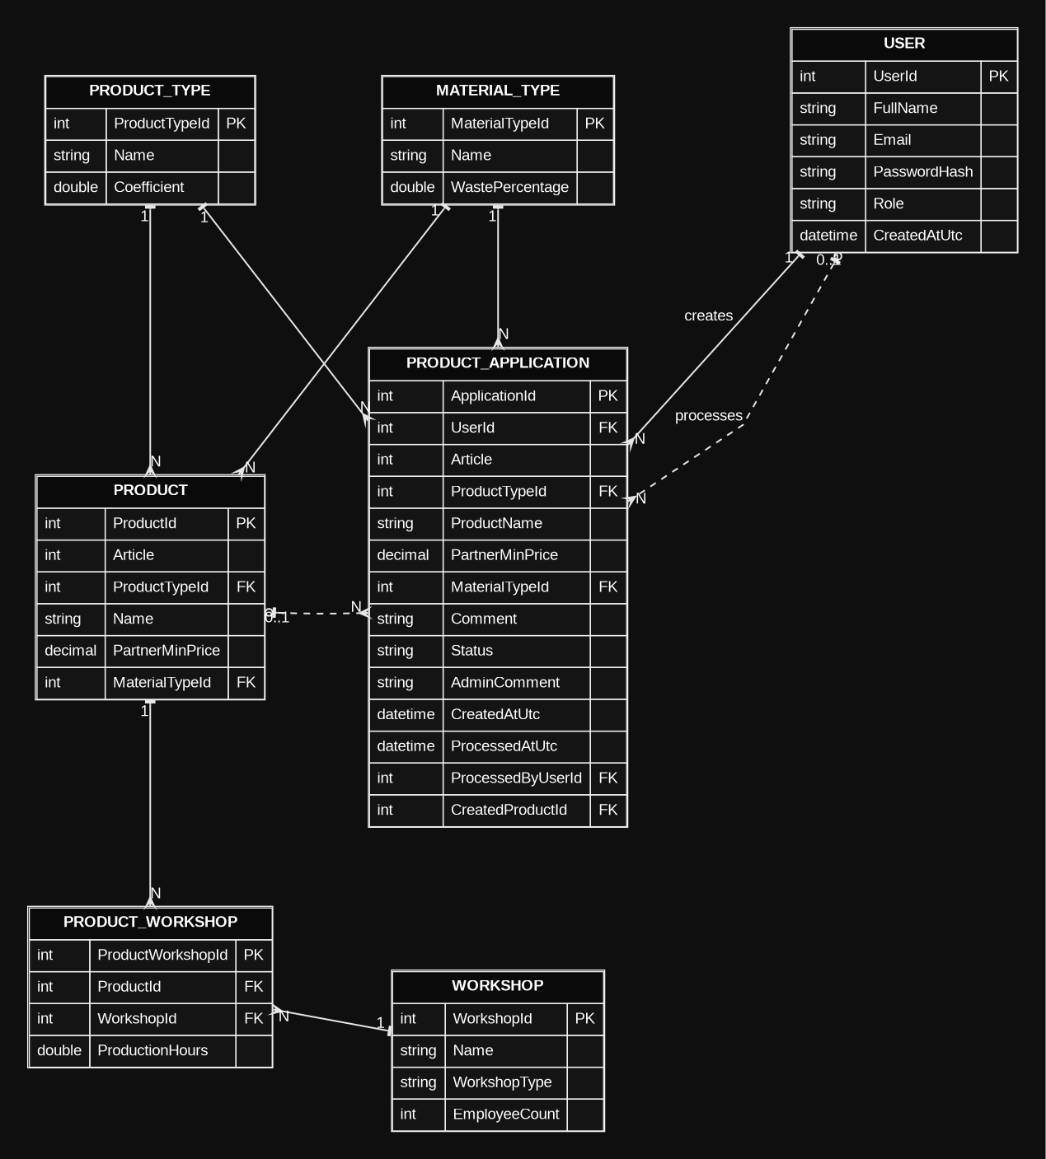 USER
int UserId PK
string FullName
string Email
string PasswordHash
string Role
datetime CreatedAtUtc
PRODUCT_TYPE
int ProductTypeId PK
string Name
double Coefficient
MATERIAL_TYPE
int MaterialTypeId PK
string Name
double WastePercentage
1
1
1
1
1
0..1
creates
processes
N
N
N
N
N
N
PRODUCT_APPLICATION
int ApplicationId PK
int UserId FK
int Article
int ProductTypeId FK
string ProductName
decimal PartnerMinPrice
int MaterialTypeId FK
string Comment
string Status
string AdminComment
datetime CreatedAtUtc
datetime ProcessedAtUtc
int ProcessedByUserId FK
int CreatedProductId FK
PRODUCT
int ProductId PK
int Article
int ProductTypeId FK
string Name
decimal PartnerMinPrice
int MaterialTypeId FK
0..1
N
1
N
PRODUCT_WORKSHOP
int ProductWorkshopId PK
int ProductId FK
int WorkshopId FK
double ProductionHours
N
1
WORKSHOP
int WorkshopId PK
string Name
string WorkshopType
int EmployeeCount